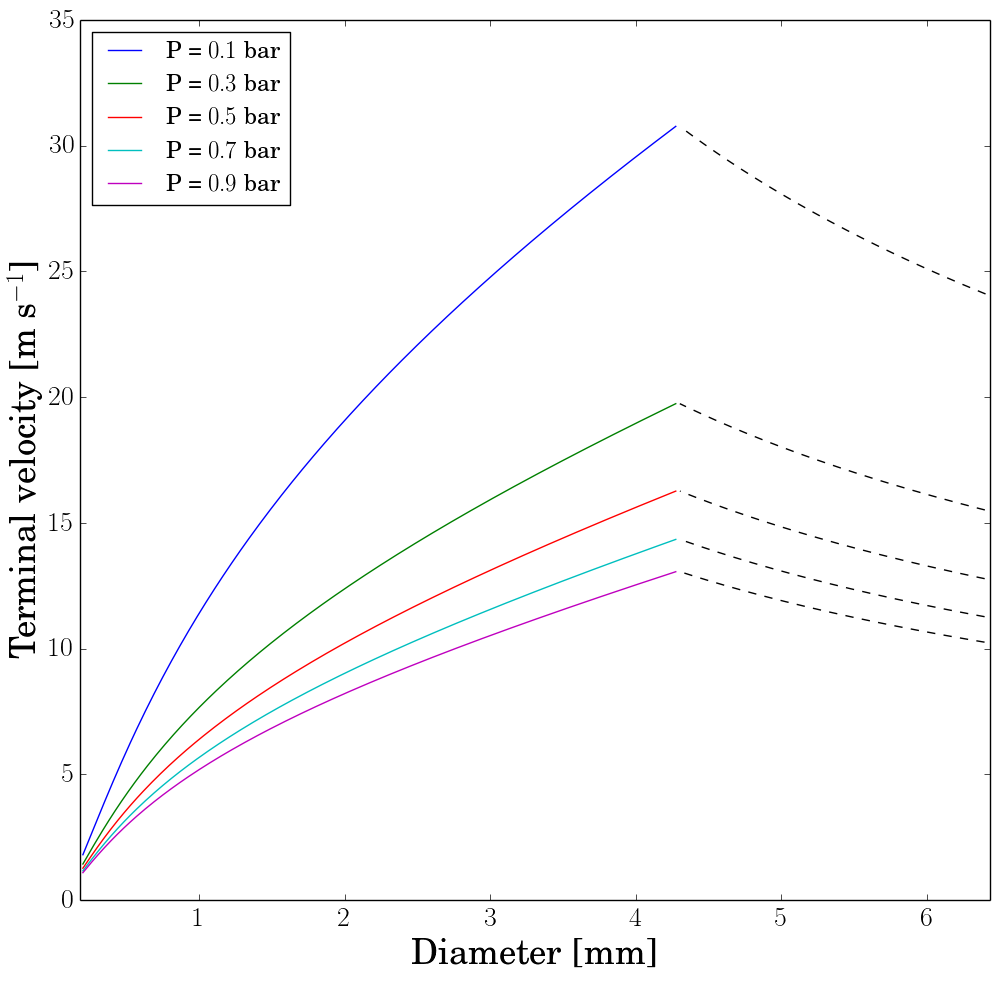 35
30
25
20
15
10
5
0
Terminal velocity [m s⁻¹]
P = 0.1 bar
P = 0.3 bar
P = 0.5 bar
P = 0.7 bar
P = 0.9 bar
1 2 3 4 5 6
Diameter [mm]